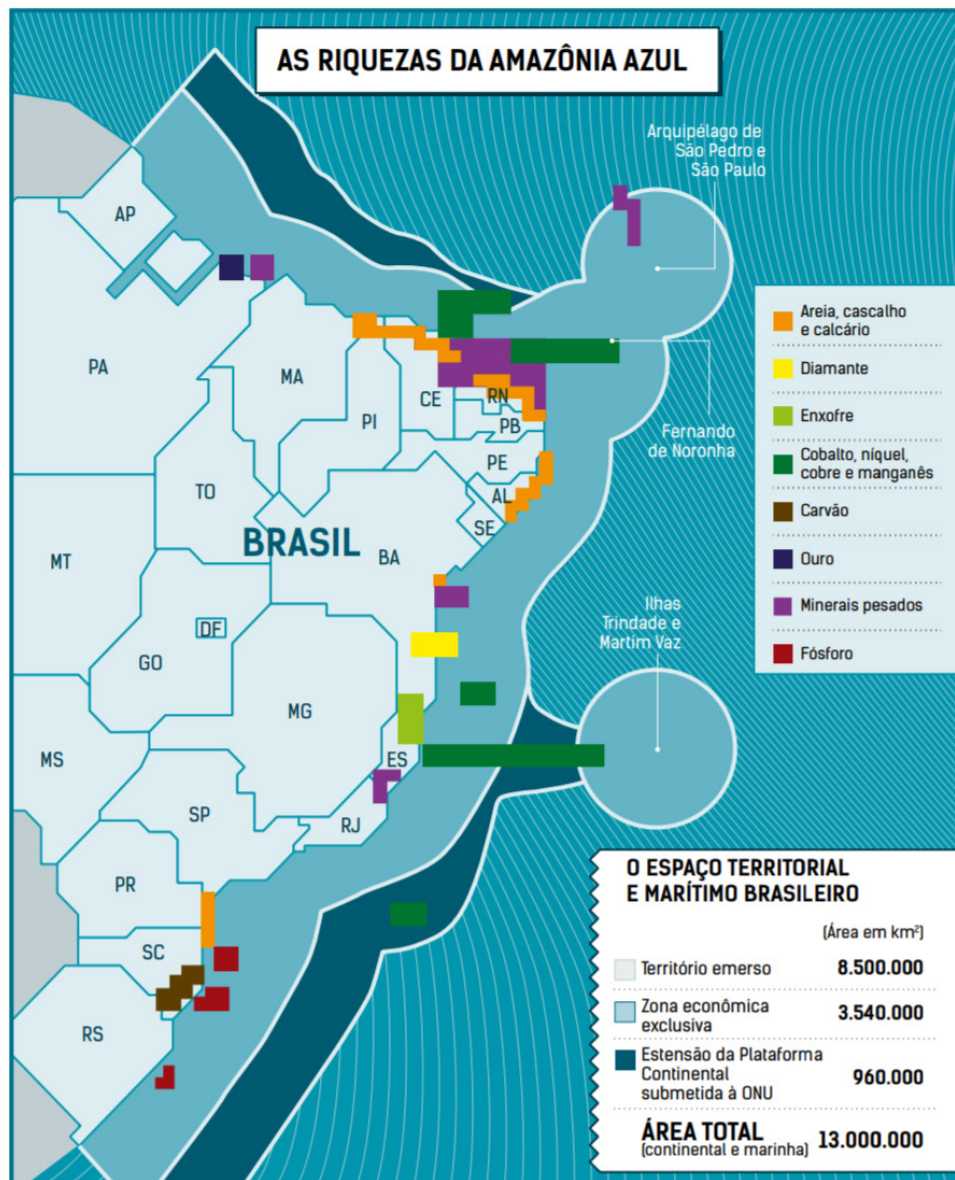 AS RIQUEZAS DA AMAZÔNIA AZUL
Arquipélago de
São Pedro e
São Paulo
AP
PA
MA
CE
RN
PI
PB
PE
TO
AL
SE
BRASIL
BA
MT
DF
GO
MG
MS
ES
SP
RJ
PR
SC
RS
Fernando
de Noronha
Ilhas
Trindade e
Martim Vaz
Areia, cascalho
e calcário
Diamante
Enxofre
Cobalto, níquel,
cobre e manganês
Carvão
Ouro
Minerais pesados
Fósforo
O ESPAÇO TERRITORIAL
E MARÍTIMO BRASILEIRO
(Área em km²)
Território emerso 8.500.000
Zona econômica
exclusiva 3.540.000
Estensão da Plataforma
Continental
submetida à ONU 960.000
ÁREA TOTAL
(continental e marinha) 13.000.000